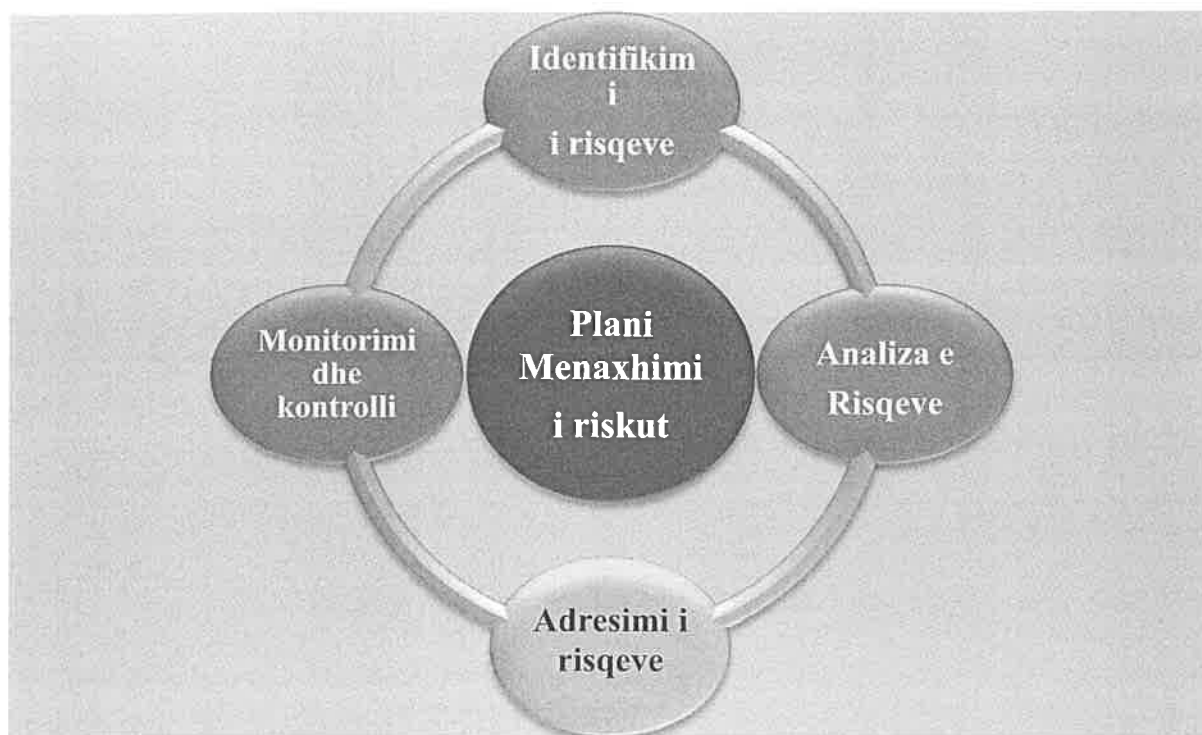 Identifikim
i
i risqeve
Monitorimi
dhe
kontrolli
Plani
Menaxhimi
i riskut
Analiza e
Risqeve
Adresimi i
risqeve